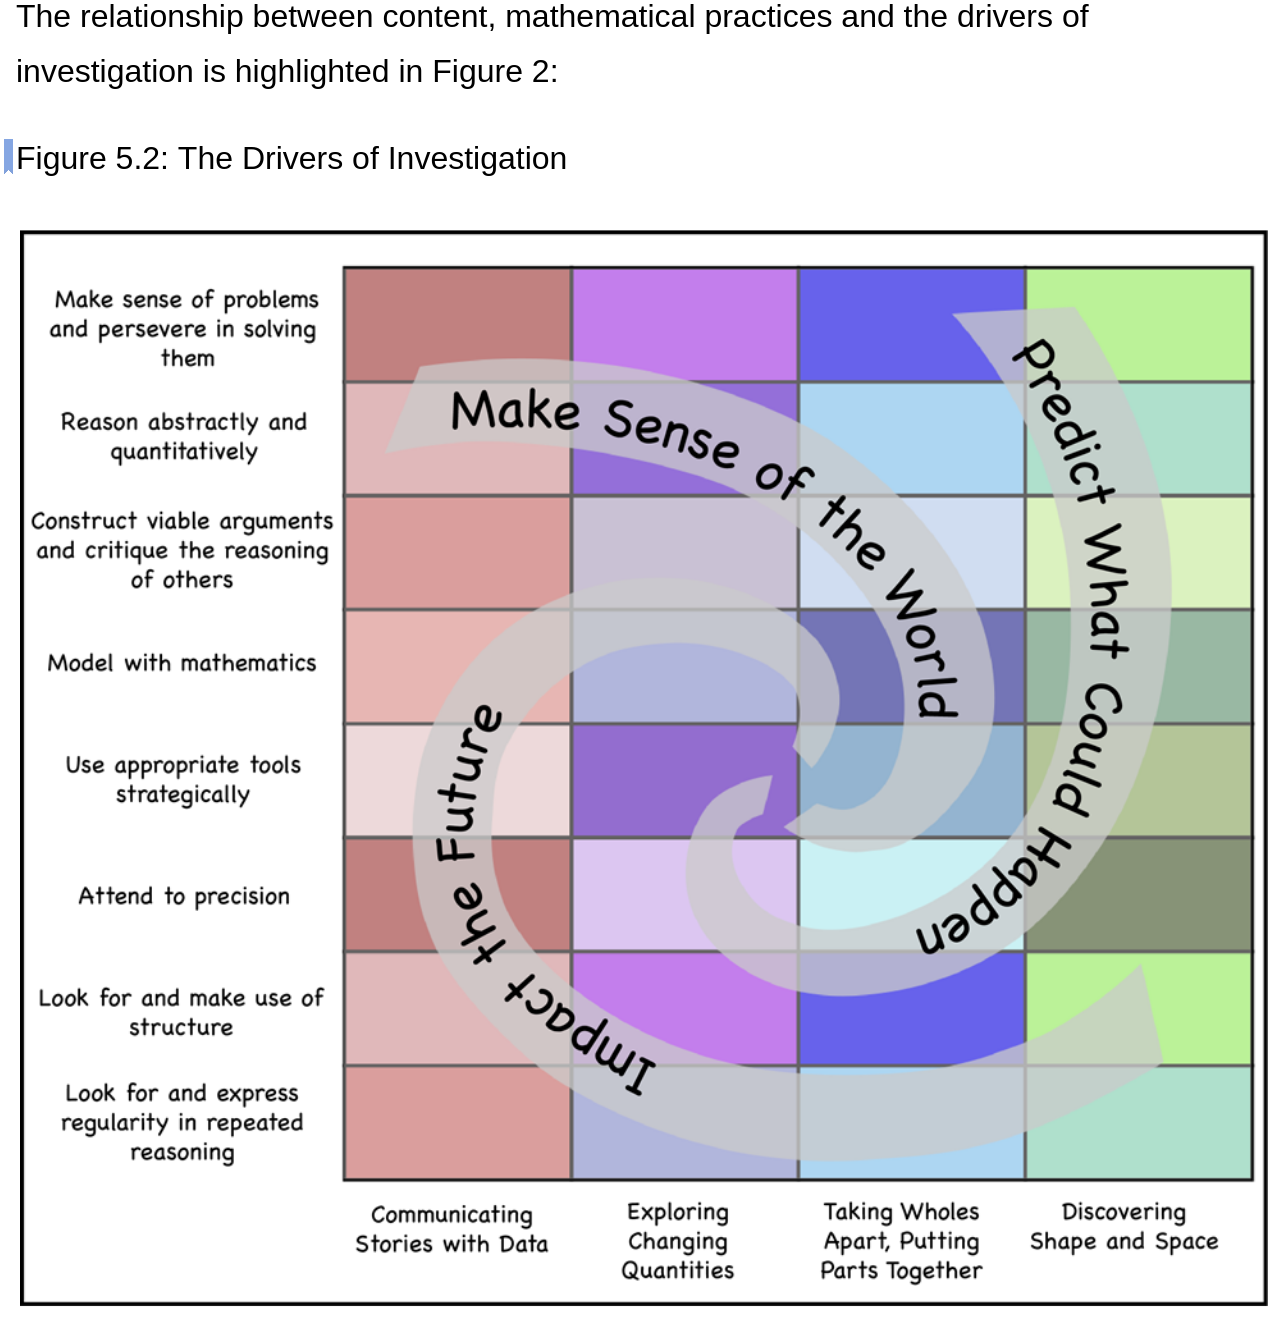 The relationship between content, mathematical practices and the drivers of
investigation is highlighted in Figure 2:
Figure 5.2: The Drivers of Investigation
Make sense of problems
and persevere in solving
them
Reason abstractly and
quantitatively
Construct viable arguments
and critique the reasoning
of others
Model with mathematics
Use appropriate tools
strategically
Attend to precision
Look for and make use of
structure
Look for and express
regularity in repeated
reasoning
Make Sense of the World
Predict What Could Happen
Impact the Future
Communicating
Stories with Data
Exploring
Changing
Quantities
Taking Wholes
Apart, Putting
Parts Together
Discovering
Shape and Space